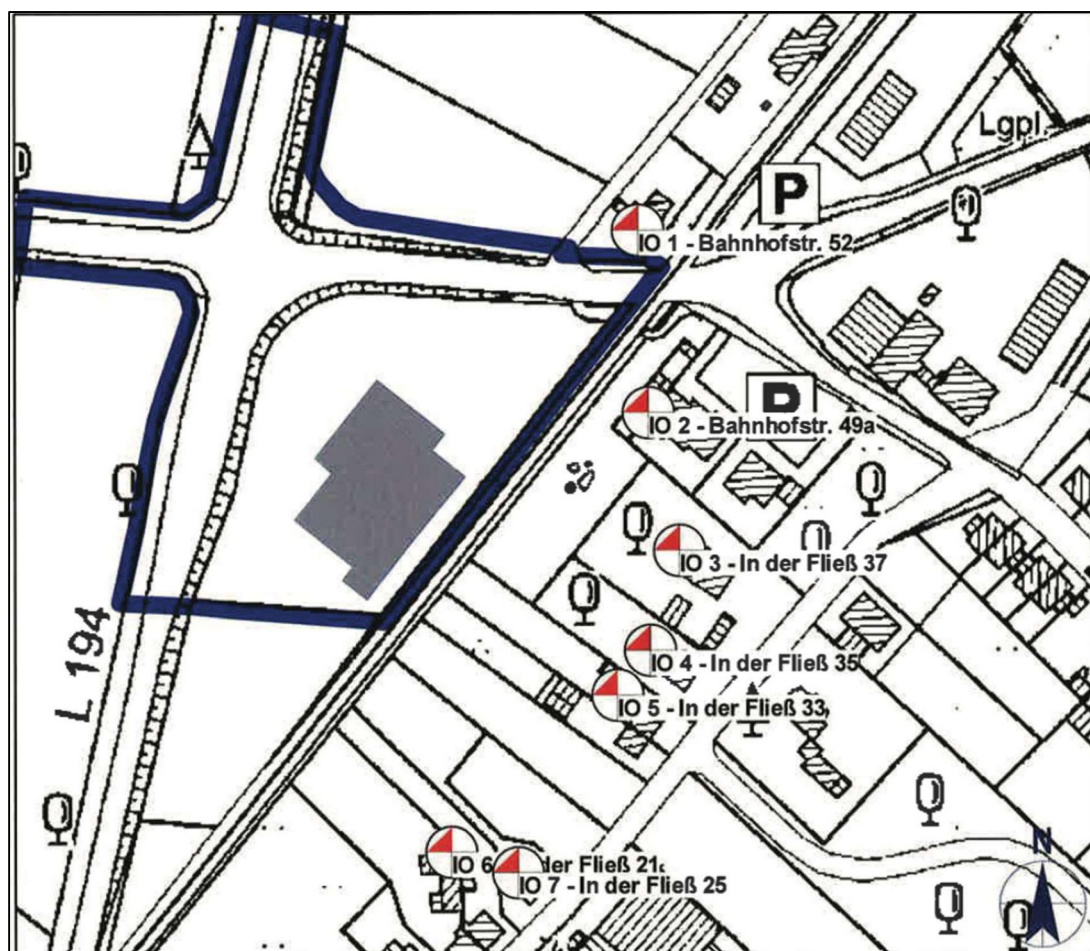 Lgpl.
P
IO 1 - Bahnhofstr. 52
P
IO 2 - Bahnhofstr. 49a
IO 3 - In der Fließ 37
L 194
IO 4 - In der Fließ 35
IO 5 - In der Fließ 33
IO 6 der Fließ 21
IO 7 - In der Fließ 25
N